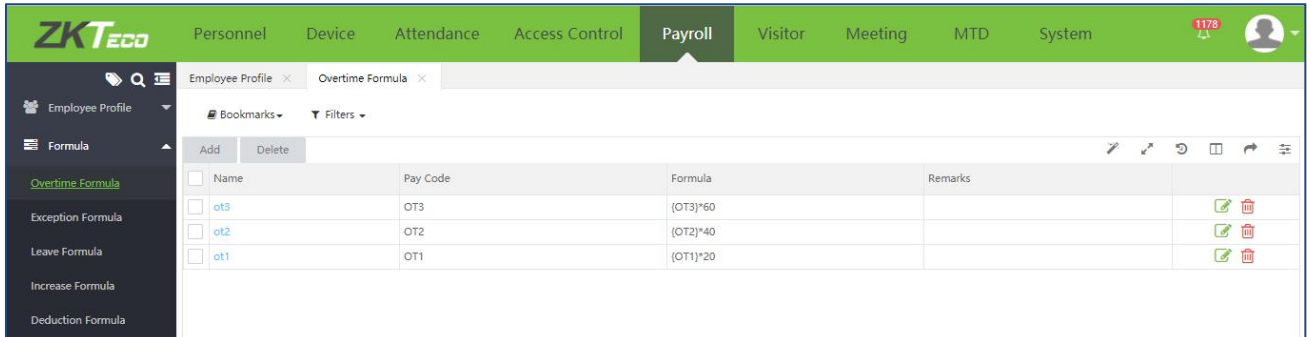 ZKTECO Personnel Device Attendance Access Control Payroll Visitor Meeting MTD System 1178
Employee Profile Overtime Formula
Employee Profile
Bookmarks Filters
Formula
Add Delete
Name Pay Code Formula Remarks
Overtime Formula
ot3 OT3 {OT3}*60
Exception Formula
ot2 OT2 {OT2}*40
Leave Formula
ot1 OT1 {OT1}*20
Increase Formula
Deduction Formula